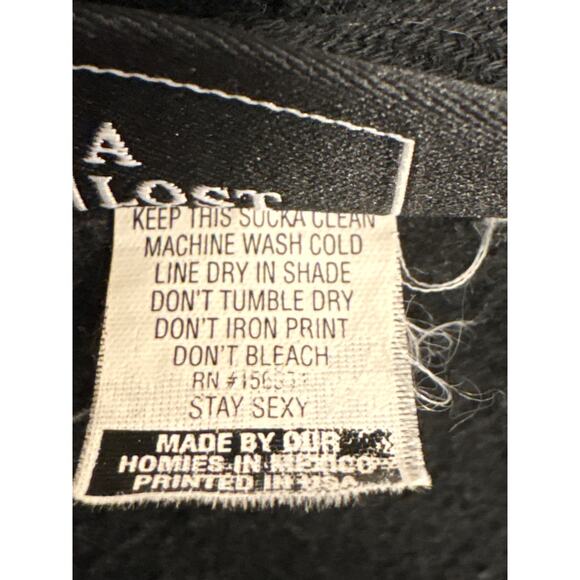 A
LOST
KEEP THIS SUCKA CLEAN
MACHINE WASH COLD
LINE DRY IN SHADE
DON'T TUMBLE DRY
DON'T IRON PRINT
DON'T BLEACH
RN
STAY SEXY
MADE BY OUR
HOMIES IN MEXICO
PRINTED IN USA